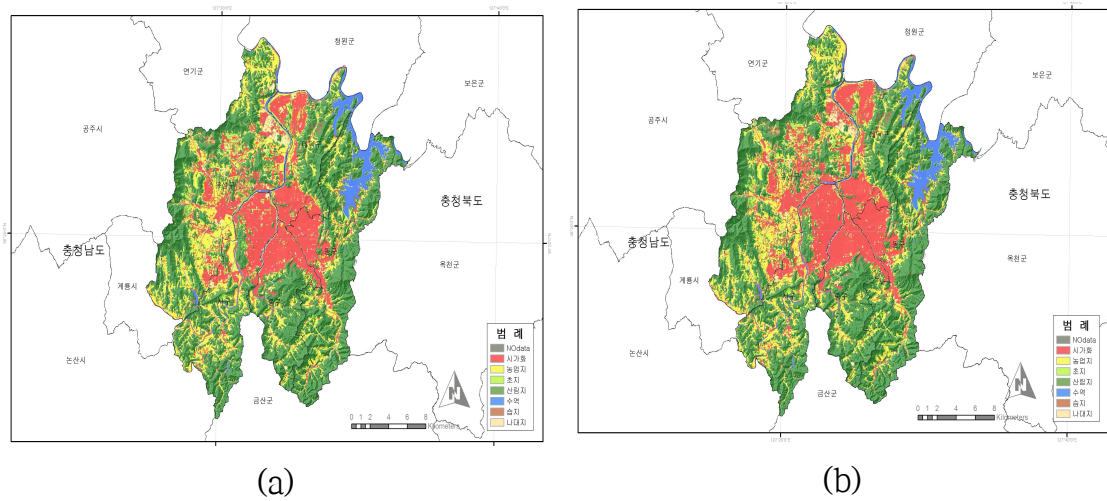 청원군
연기군
보은군
공주시
충청북도
충청남도
옥천군
계룡시
논산시
금산군
범 례
NOdata
시가화
농업지
초지
산림지
수역
습지
나대지
N
0 1 2 4 6 8
Kilometers
(a)
청원군
연기군
보은군
공주시
충청북도
충청남도
옥천군
계룡시
논산시
금산군
범 례
NOdata
시가화
농업지
초지
산림지
수역
습지
나대지
N
0 1 2 4 6 8
Kilometers
(b)